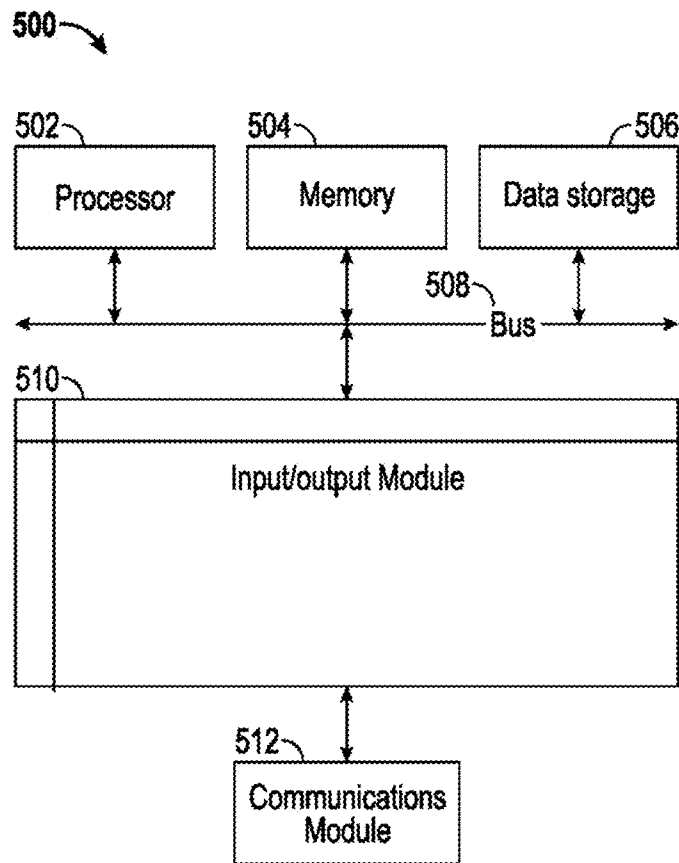 500
502
504
506
Processor
Memory
Data storage
508
Bus
510
Input/output Module
512
Communications
Module